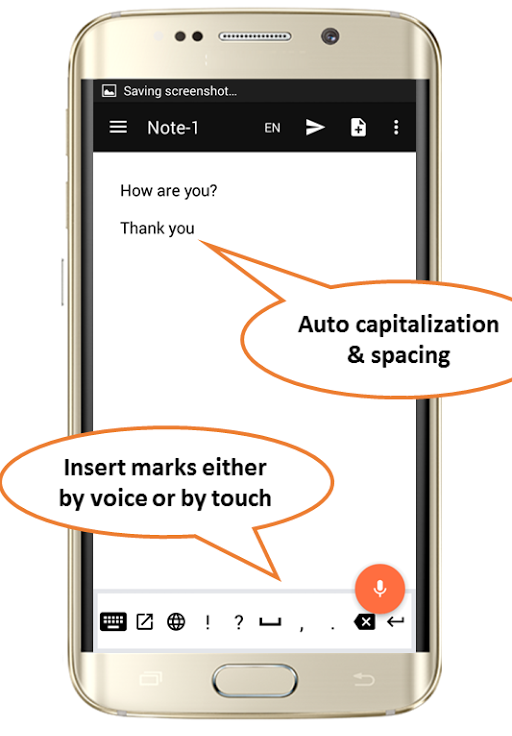 Saving screenshot...
Note-1 EN
How are you?
Thank you
Auto capitalization
& spacing
Insert marks either
by voice or by touch
! ? , .